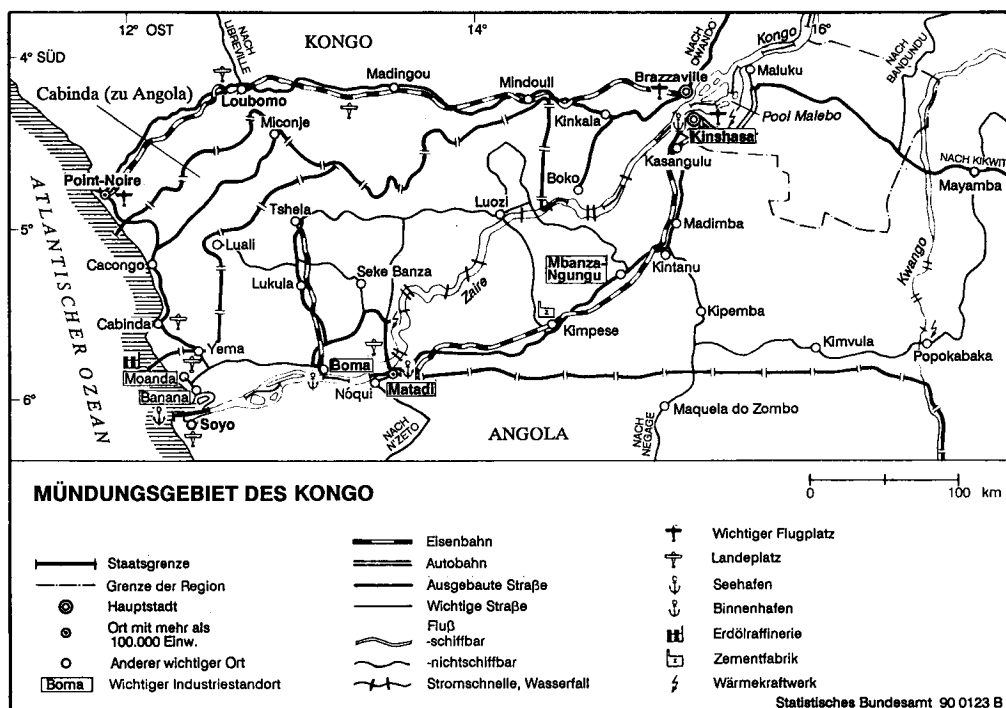 12° OST
14°
16°
4° SÜD
NACH LIBREVILLE
KONGO
NACH OWANDO
Kongo
NACH BANDUNDU
Cabinda (zu Angola)
Loubomo
Madingou
Mindouli
Brazzaville
Maluku
Miconje
Kinkala
Pool Malebo
Kinshasa
Kasangulu
NACH KIKWIT
Point-Noire
Boko
Mayamba
ATLANTISCHER OZEAN
Tshela
Luozi
Madimba
5°
Luali
Cacongo
Seke Banza
Zaire
Mbanza-
Ngungu
Kintanu
Kwango
Lukula
Cabinda
Kimpese
Kipemba
Yema
Kimvula
Popokabaka
Moanda
Boma
Matadi
Banana
Nóqui
6°
Soyo
NACH N'ZETO
ANGOLA
Maquela do Zombo
NACH NEGAGE
MÜNDUNGSGEBIET DES KONGO
0 100 km
Staatsgrenze
Grenze der Region
Hauptstadt
Ort mit mehr als
100.000 Einw.
Anderer wichtiger Ort
Boma Wichtiger Industriestandort
Eisenbahn
Autobahn
Ausgebaute Straße
Wichtige Straße
Fluß
-schiffbar
-nichtschiffbar
Stromschnelle, Wasserfall
Wichtiger Flugplatz
Landeplatz
Seehafen
Binnenhafen
Erdölraffinerie
Zementfabrik
Wärmekraftwerk
Statistisches Bundesamt 90 0123 B